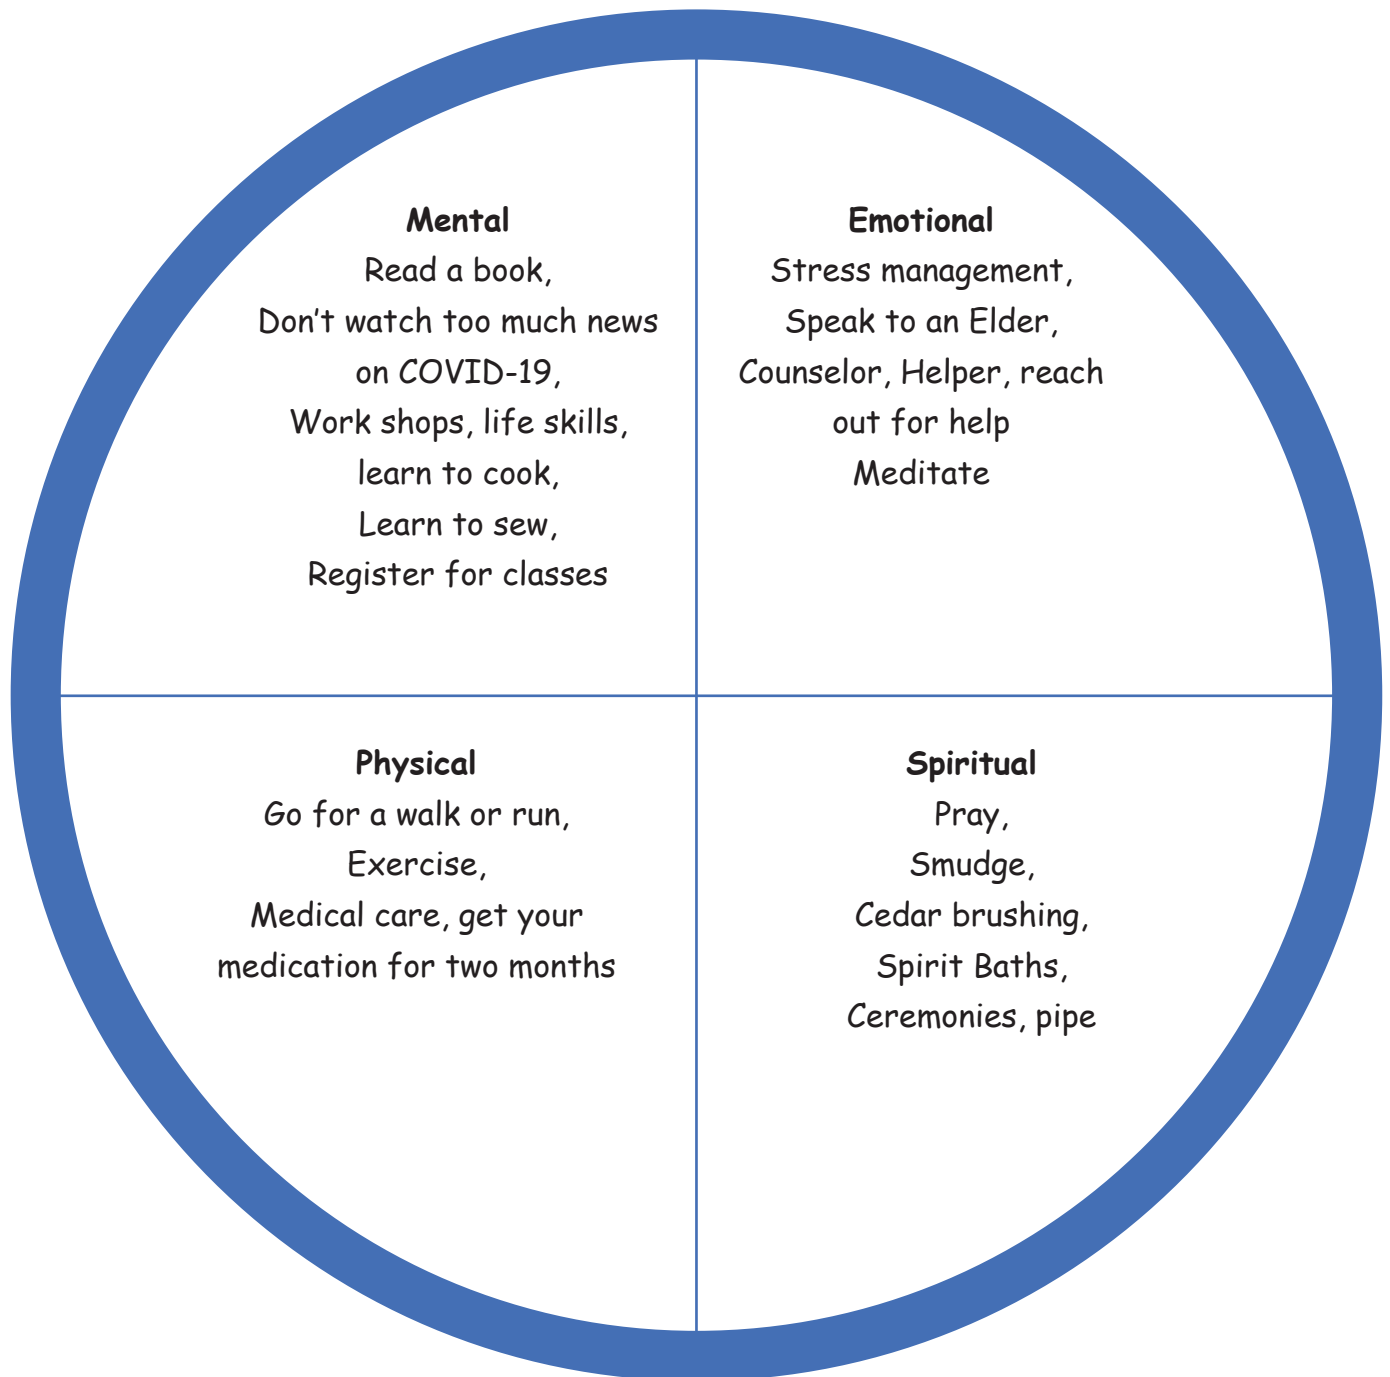 Mental
Read a book,
Don't watch too much news
on COVID-19,
Work shops, life skills,
learn to cook,
Learn to sew,
Register for classes
Emotional
Stress management,
Speak to an Elder,
Counselor, Helper, reach
out for help
Meditate
Physical
Go for a walk or run,
Exercise,
Medical care, get your
medication for two months
Spiritual
Pray,
Smudge,
Cedar brushing,
Spirit Baths,
Ceremonies, pipe